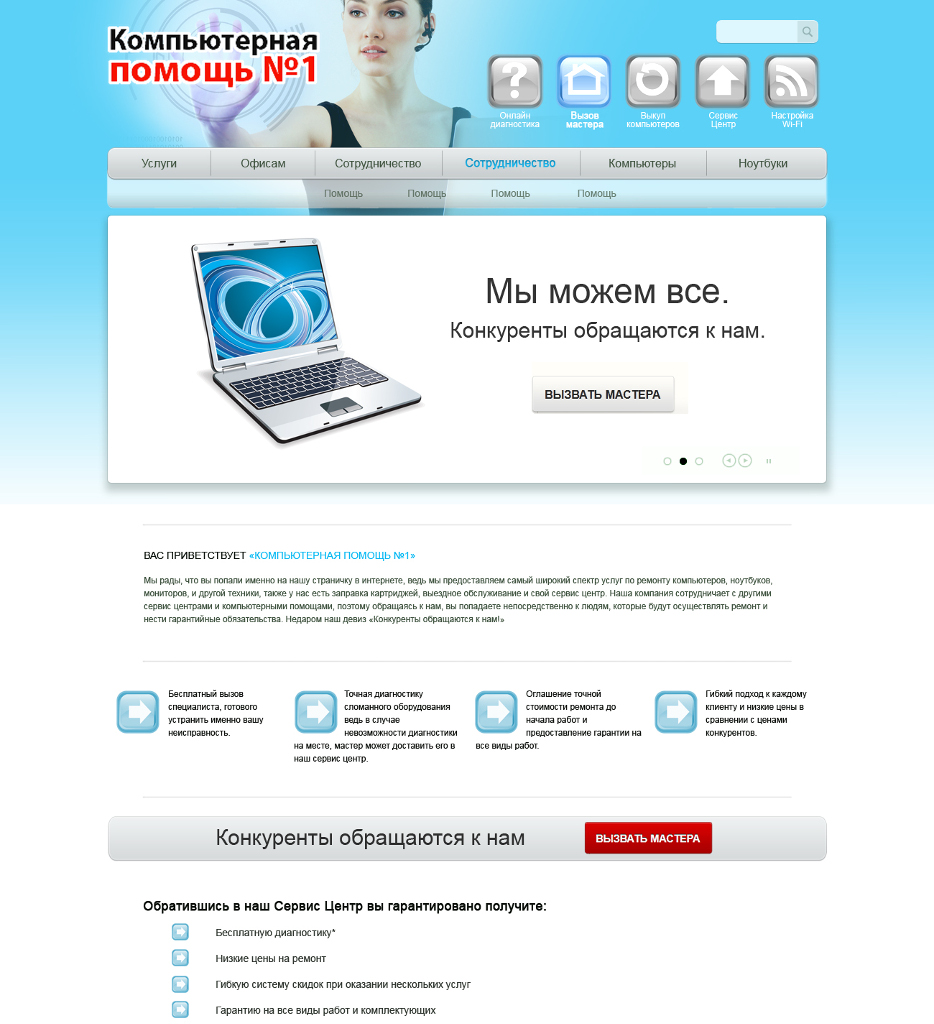 Компьютерная
помощь №1
Онлайн
диагностика
Вызов
мастера
Выкуп
компьютеров
Сервис
Центр
Настройка
Wi-Fi
Услуги Офисам Сотрудничество Сотрудничество Компьютеры Ноутбуки
Помощь Помощь Помощь Помощь
Мы можем все.
Конкуренты обращаются к нам.
ВЫЗВАТЬ МАСТЕРА
ВАС ПРИВЕТСТВУЕТ «КОМПЬЮТЕРНАЯ ПОМОЩЬ №1»
Мы рады, что вы попали именно на нашу страничку в интернете, ведь мы предоставляем самый широкий спектр услуг по ремонту компьютеров, ноутбуков,
мониторов, и другой техники, также у нас есть заправка картриджей, выездное обслуживание и свой сервис центр. Наша компания сотрудничает с другими
сервис центрами и компьютерными помощами, поэтому обращаясь к нам, вы попадаете непосредственно к людям, которые будут осуществлять ремонт и
нести гарантийные обязательства. Недаром наш девиз «Конкуренты обращаются к нам!»
Бесплатный вызов
специалиста, готового
устранить именно вашу
неисправность.
Точная диагностику
сломанного оборудования
ведь в случае
невозможности диагностики
на месте, мастер может доставить его в
наш сервис центр.
Оглашение точной
стоимости ремонта до
начала работ и
предоставление гарантии на
все виды работ.
Гибкий подход к каждому
клиенту и низкие цены в
сравнении с ценами
конкурентов.
Конкуренты обращаются к нам
ВЫЗВАТЬ МАСТЕРА
Обратившись в наш Сервис Центр вы гарантировано получите:
Бесплатную диагностику*
Низкие цены на ремонт
Гибкую систему скидок при оказании нескольких услуг
Гарантию на все виды работ и комплектующих